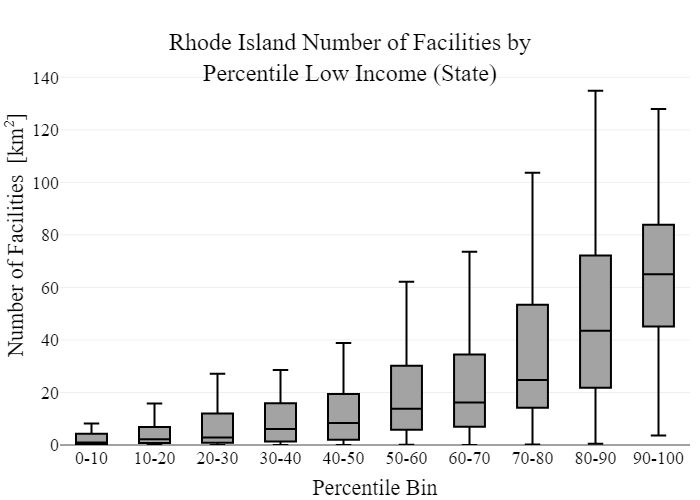 Rhode Island Number of Facilities by
Percentile Low Income (State)
Number of Facilities [km²]
140
120
100
80
60
40
20
0
0-10 10-20 20-30 30-40 40-50 50-60 60-70 70-80 80-90 90-100
Percentile Bin